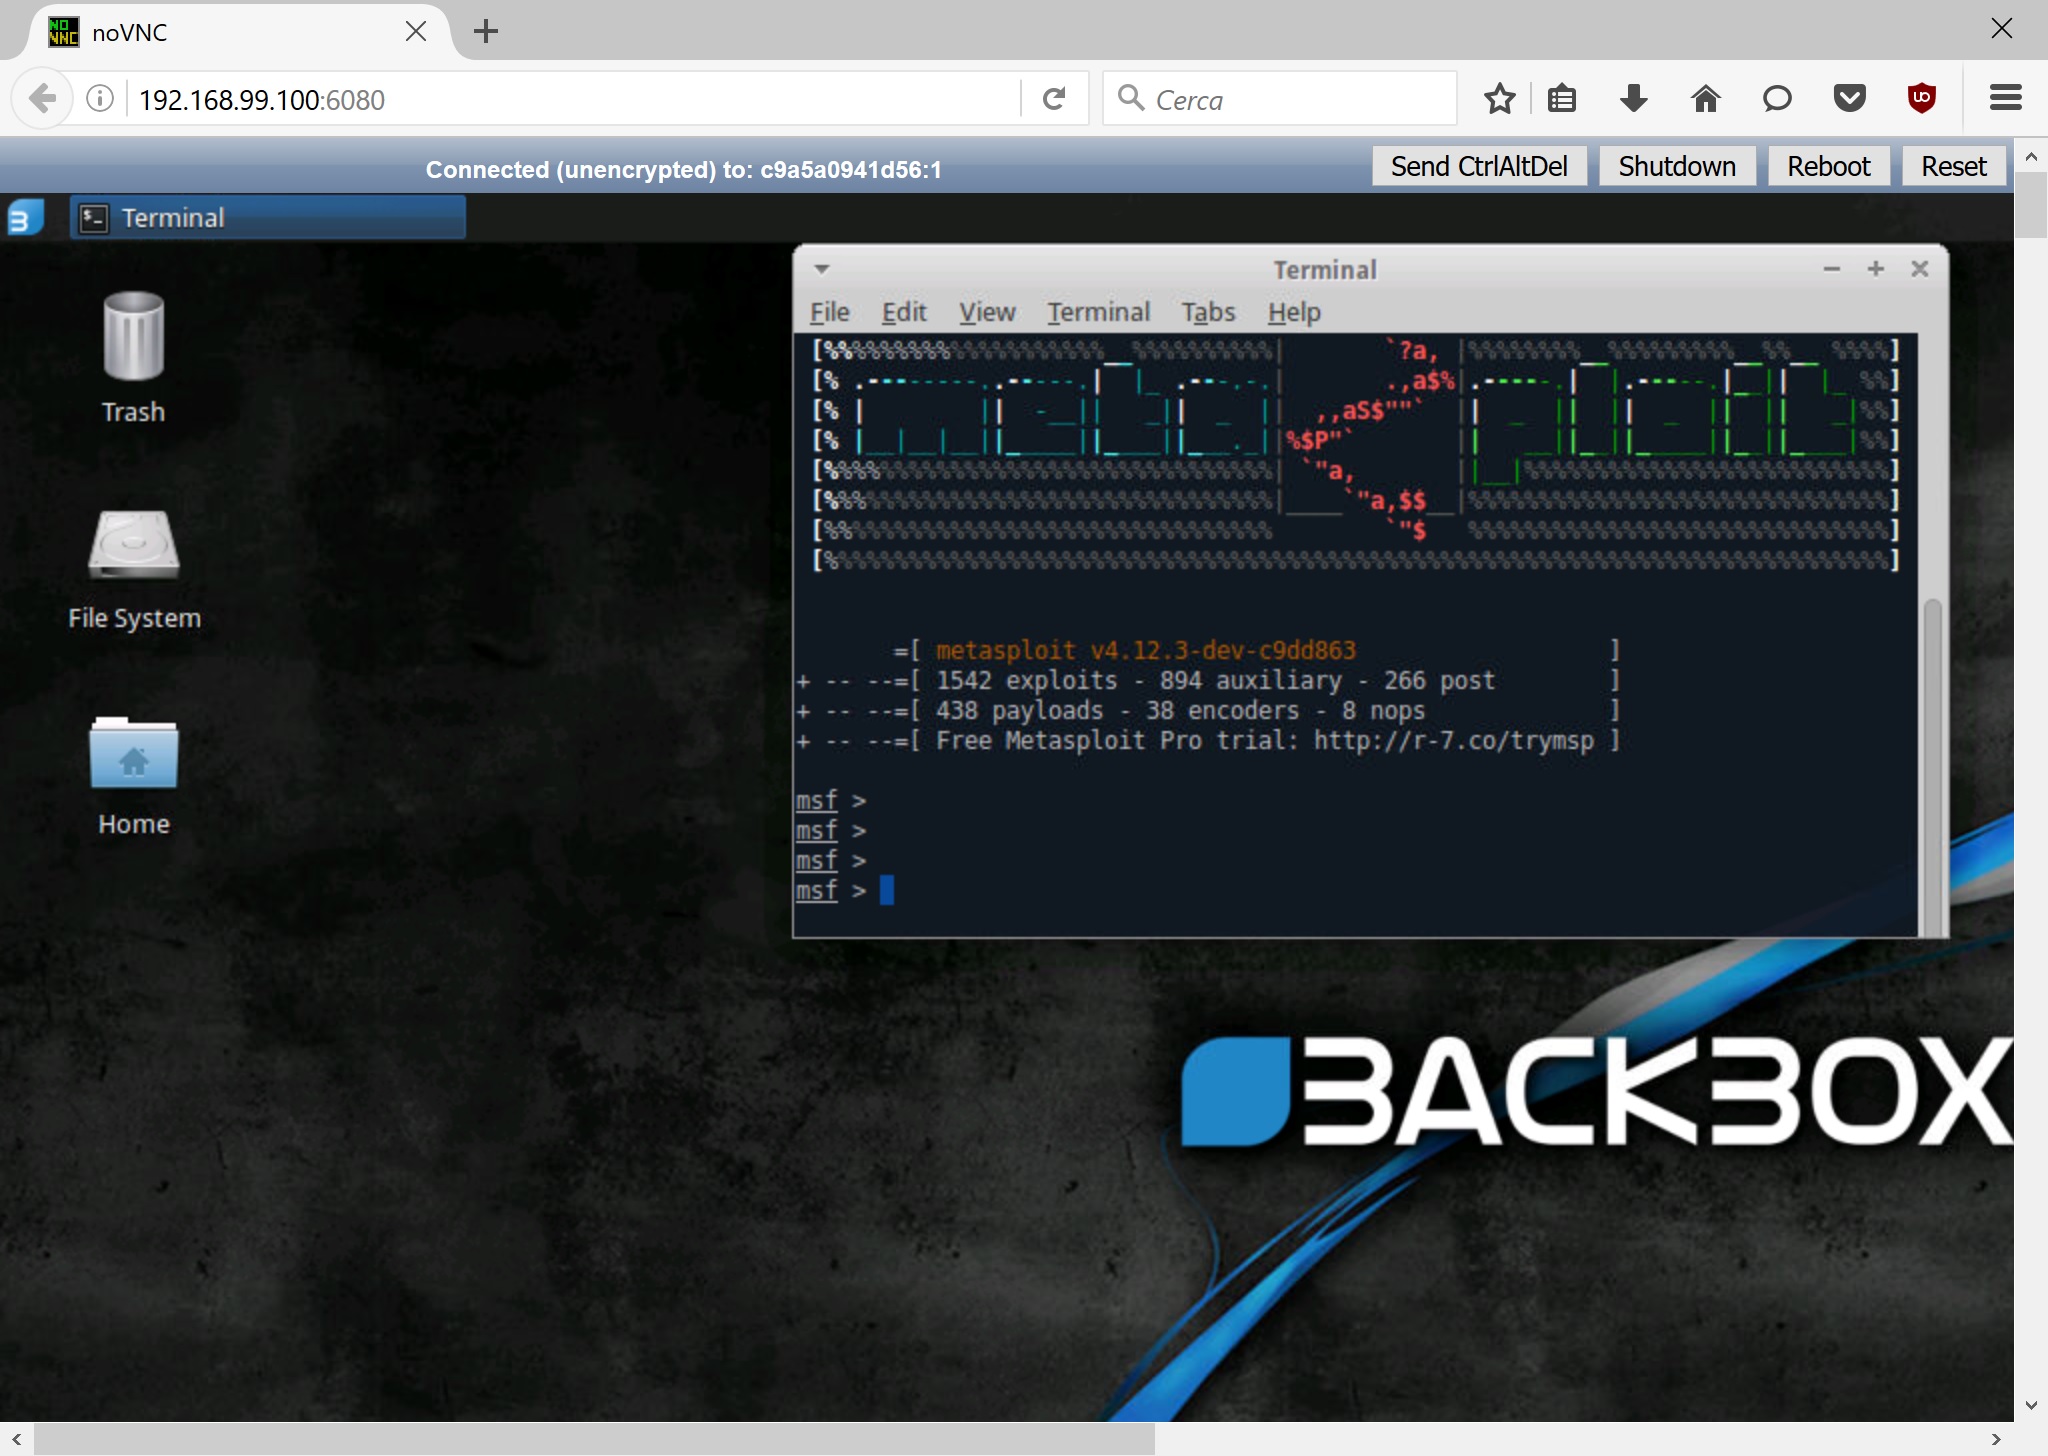 noVNC
192.168.99.100:6080
Cerca
Connected (unencrypted) to: c9a5a0941d56:1
Send CtrlAltDel
Shutdown
Reboot
Reset
Terminal
Trash
File System
Home
Terminal
File Edit View Terminal Tabs Help
metasploit
=[ metasploit v4.12.3-dev-c9dd863 ]
+ -- --=[ 1542 exploits - 894 auxiliary - 266 post ]
+ -- --=[ 438 payloads - 38 encoders - 8 nops ]
+ -- --=[ Free Metasploit Pro trial: http://r-7.co/trymsp ]
msf >
msf >
msf >
msf >
BACKBOX